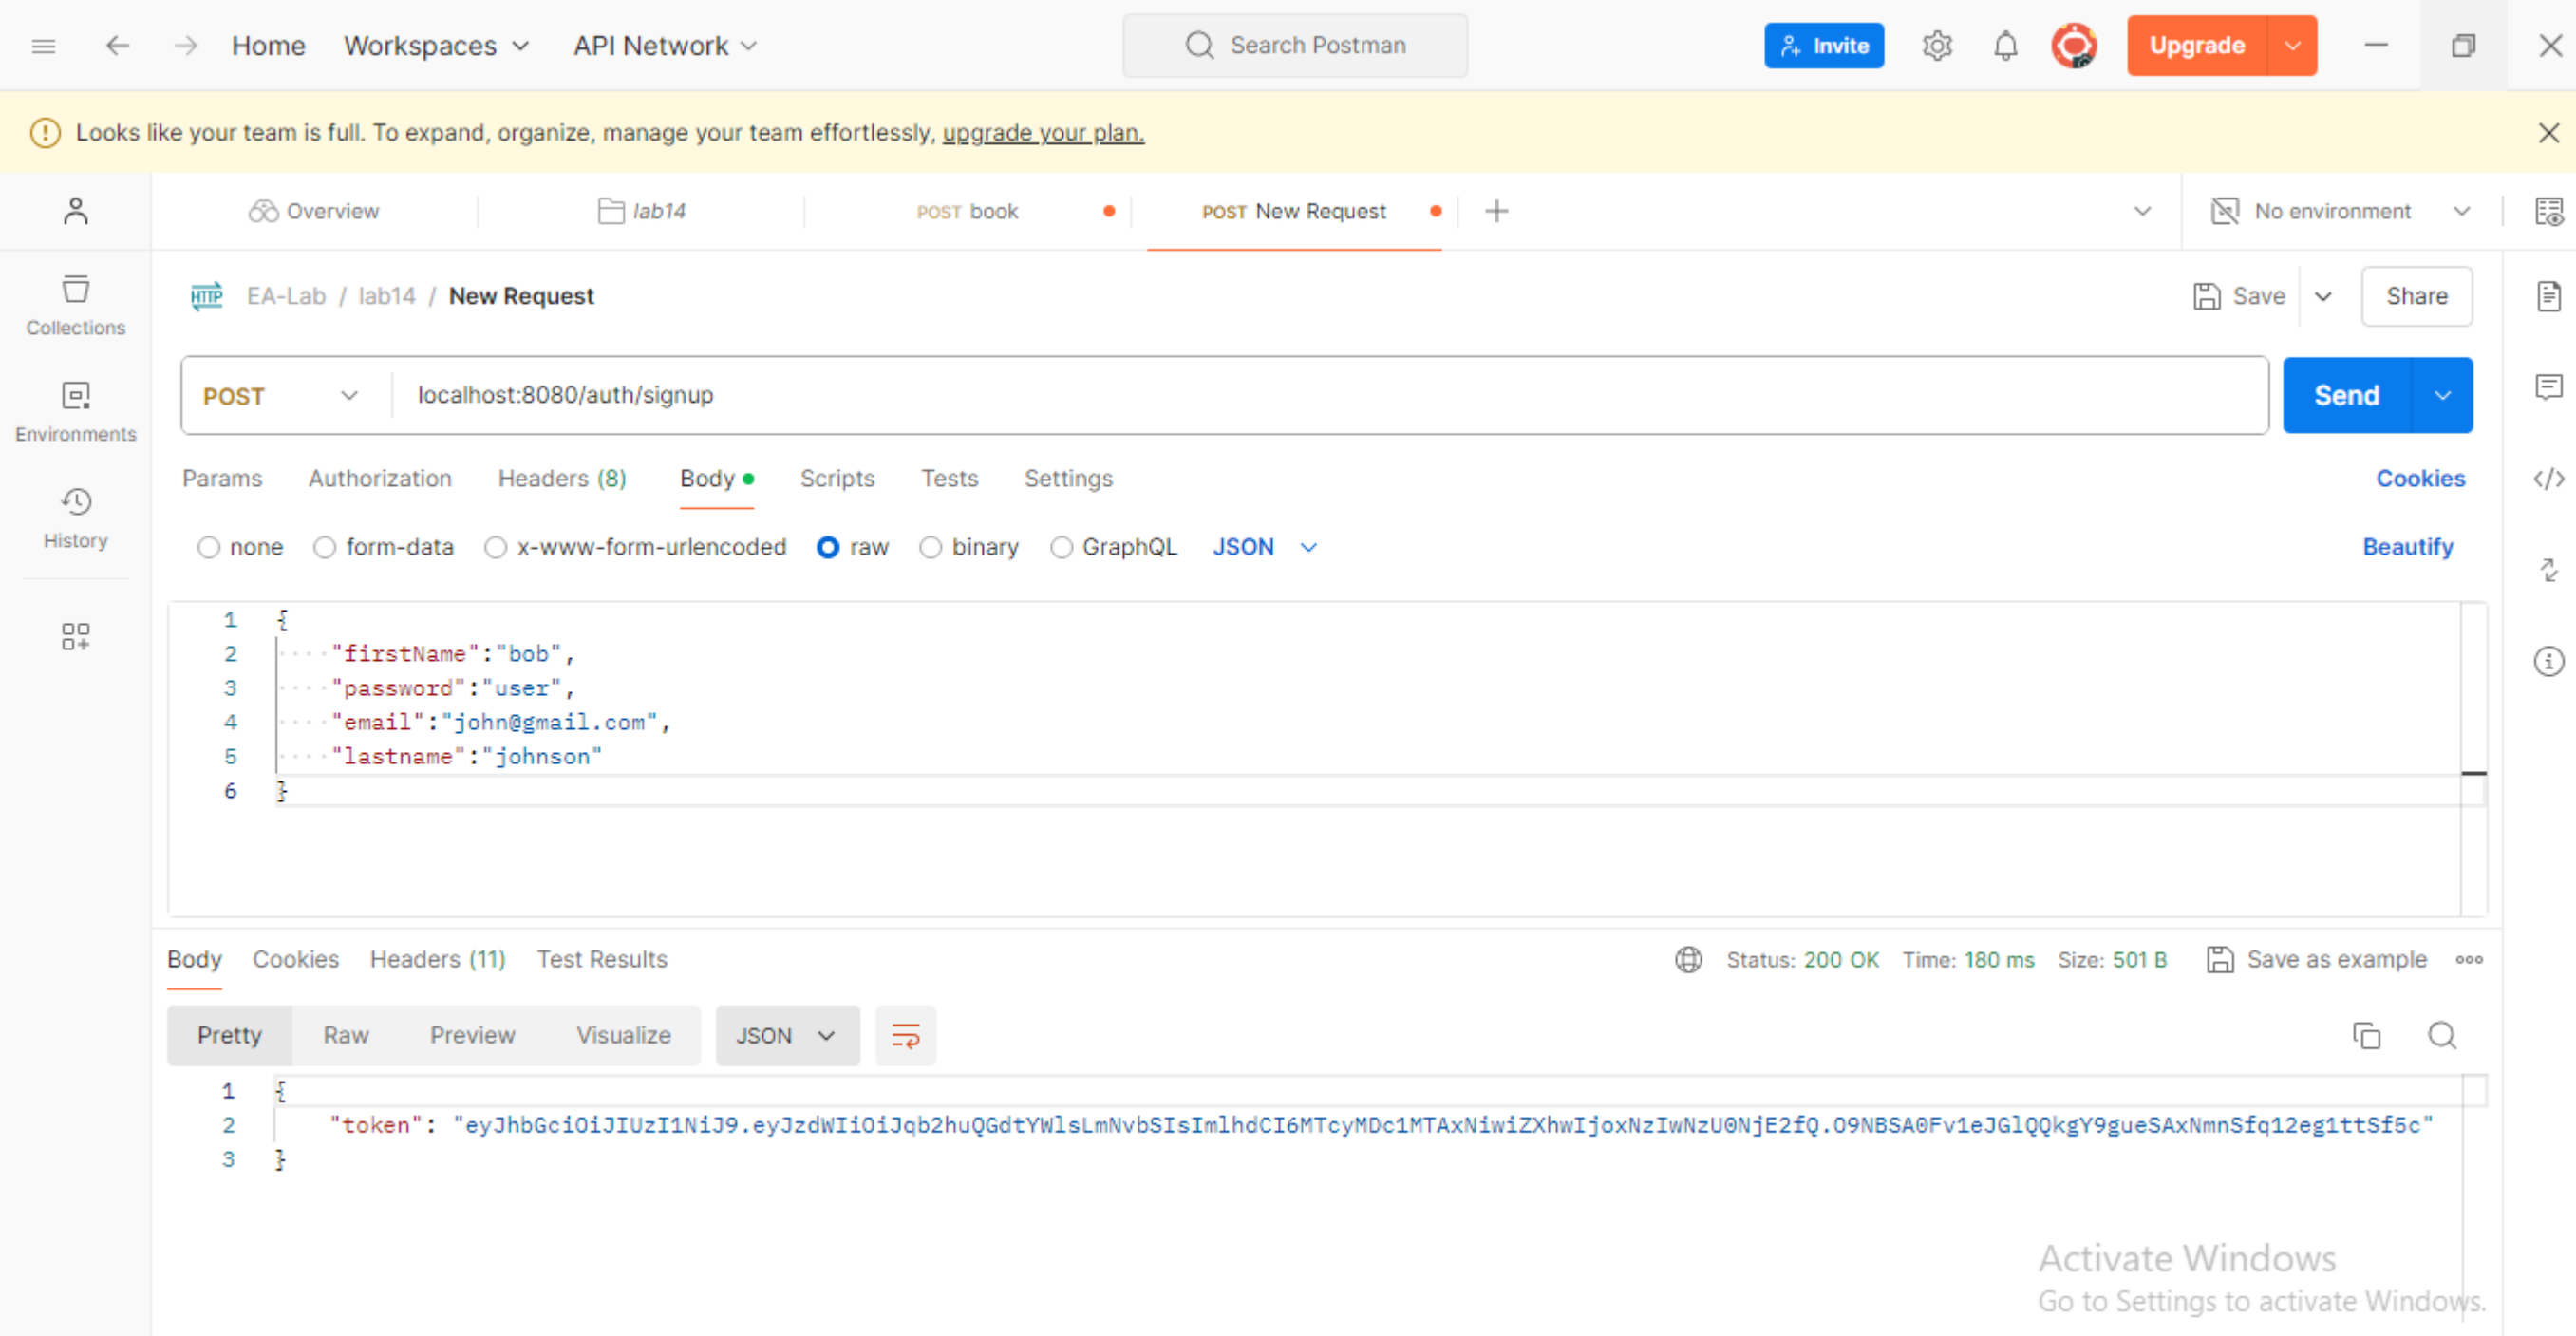 Home Workspaces API Network Search Postman Invite Upgrade
Looks like your team is full. To expand, organize, manage your team effortlessly, upgrade your plan.
Overview lab14 POST book POST New Request No environment
HTTP EA-Lab / lab14 / New Request Save Share
Collections
Environments
History
POST localhost:8080/auth/signup Send
Params Authorization Headers (8) Body Scripts Tests Settings Cookies
none form-data x-www-form-urlencoded raw binary GraphQL JSON Beautify
1 {
2 "firstName":"bob",
3 "password":"user",
4 "email":"john@gmail.com",
5 "lastname":"johnson"
6 }
Body Cookies Headers (11) Test Results Status: 200 OK Time: 180 ms Size: 501 B Save as example
Pretty Raw Preview Visualize JSON
1 {
2 "token": "eyJhbGciOiJIUzI1NiJ9.eyJzdWIiOiJqb2huQGdtYWlsLmNvbSIsImlhdCI6MTcyMDc1MTAxNiwiZXhwIjoxNzIwNzU0NjE2fQ.O9NBSA0Fv1eJGlQQkgY9gueSAxNmnSfq12eg1ttSf5c"
3 }
Activate Windows
Go to Settings to activate Windows.